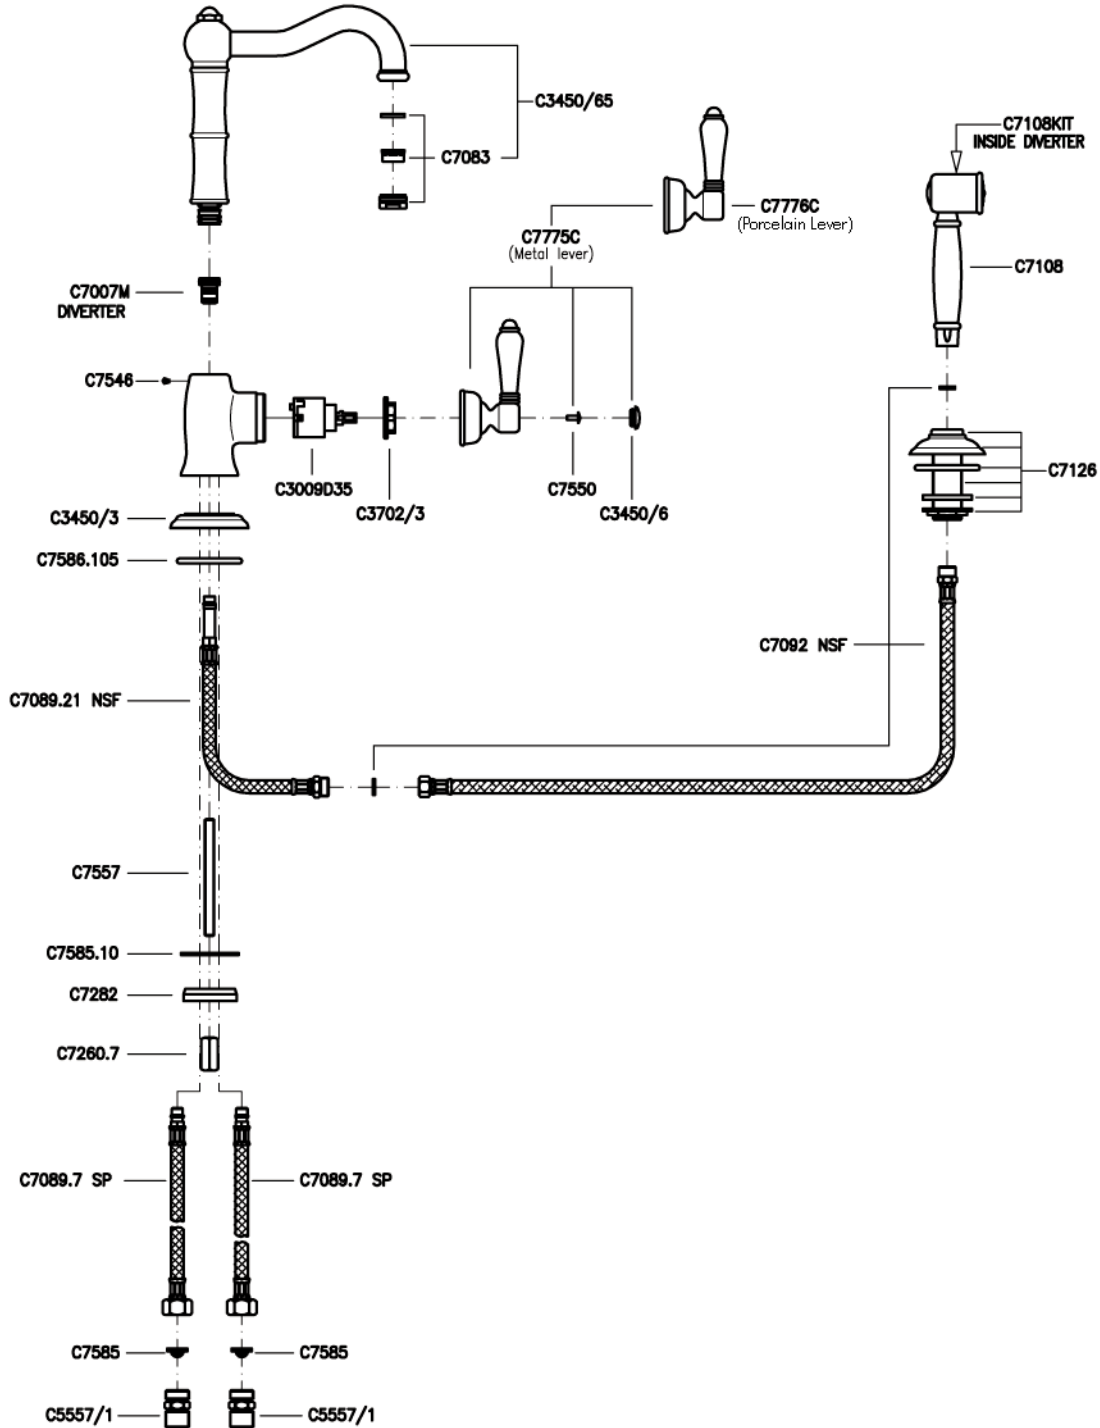 C3450/65
C7108KIT
INSIDE DIVERTER
C7083
C7776C
(Porcelain Lever)
C7775C
(Metal lever)
C7108
C7007M
DIVERTER
C7546
C7126
C3009D35
C7550
C3702/3
C3450/6
C3450/3
C7586.105
C7092 NSF
C7089.21 NSF
C7557
C7585.10
C7282
C7260.7
C7089.7 SP
C7089.7 SP
C7585
C7585
C5557/1
C5557/1